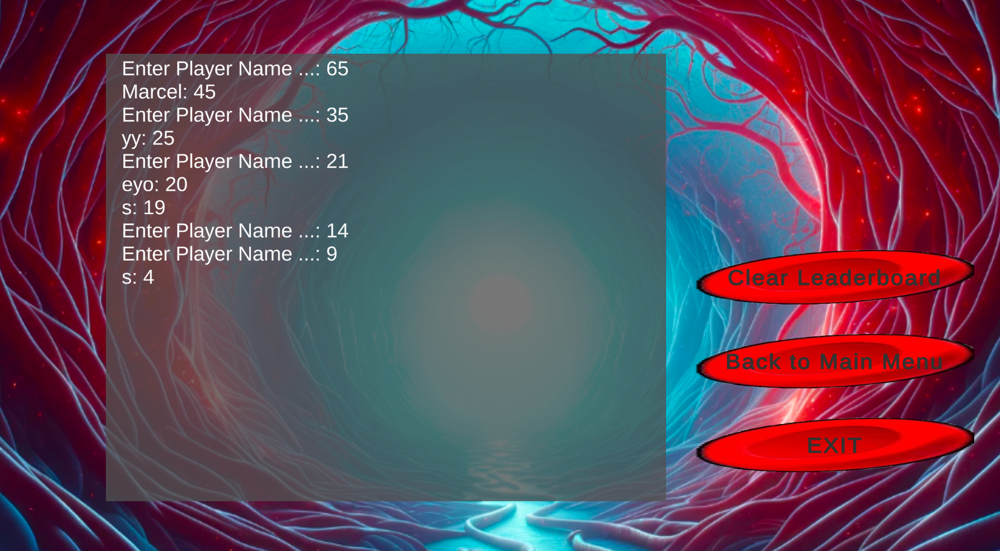 Enter Player Name ...: 65
Marcel: 45
Enter Player Name ...: 35
yy: 25
Enter Player Name ...: 21
eyo: 20
s: 19
Enter Player Name ...: 14
Enter Player Name ...: 9
s: 4
Clear Leaderboard
Back to Main Menu
EXIT